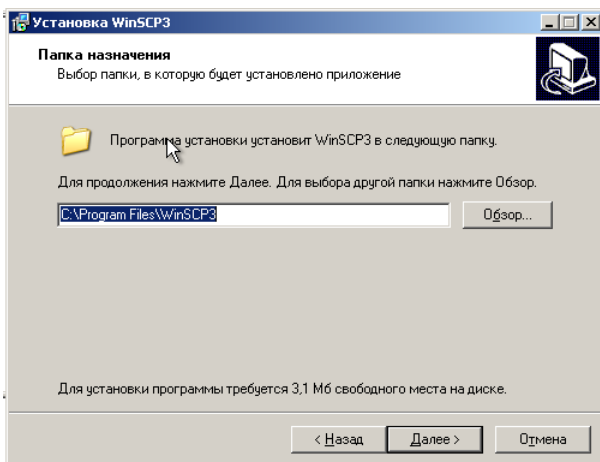 Установка WinSCP3
Папка назначения
Выбор папки, в которую будет установлено приложение
Программа установки установит WinSCP3 в следующую папку.
Для продолжения нажмите Далее. Для выбора другой папки нажмите Обзор.
C:\Program Files\WinSCP3
Обзор...
Для установки программы требуется 3,1 Мб свободного места на диске.
< Назад
Далее >
Отмена